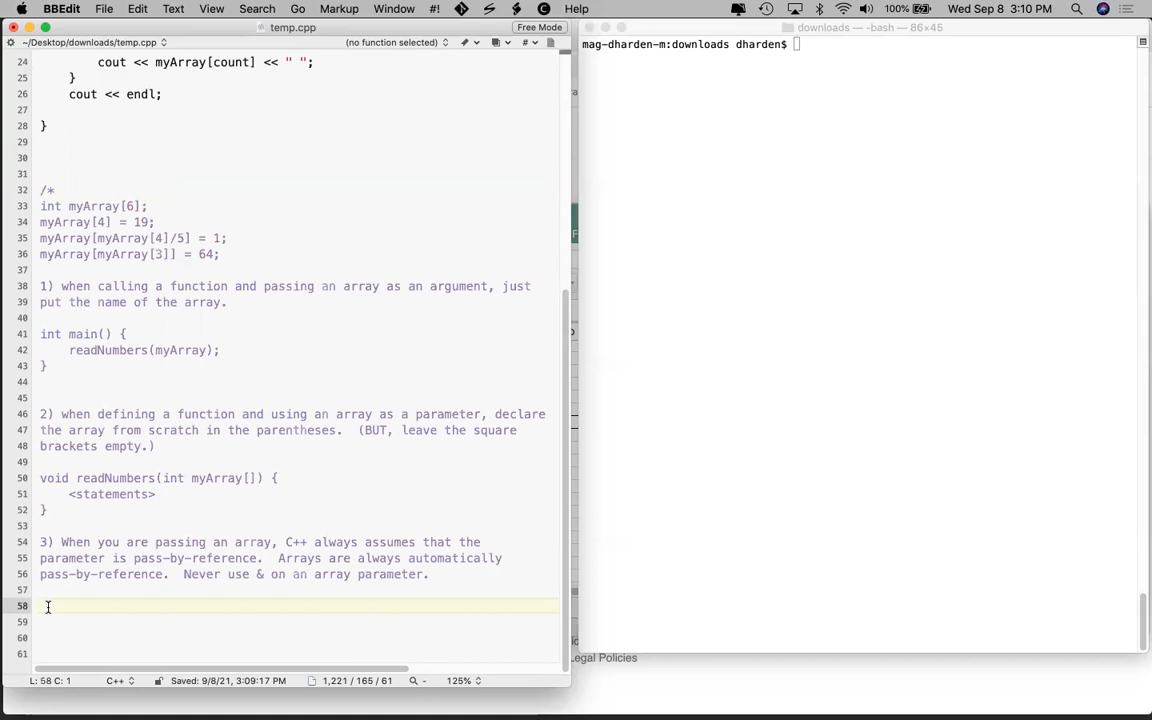 BBEdit File Edit Text View Search Go Markup Window #! Help 100% Wed Sep 8 3:10 PM
temp.cpp
Free Mode
downloads — -bash — 86×45
~/Desktop/downloads/temp.cpp
(no function selected)
mag-dharden-m:downloads dharden$
24 cout << myArray[count] << " ";
25 }
26 cout << endl;
27
28 }
29
30
31
32 /*
33 int myArray[6];
34 myArray[4] = 19;
35 myArray[myArray[4]/5] = 1;
36 myArray[myArray[3]] = 64;
37
38 1) when calling a function and passing an array as an argument, just
39 put the name of the array.
40
41 int main() {
42 readNumbers(myArray);
43 }
44
45
46 2) when defining a function and using an array as a parameter, declare
47 the array from scratch in the parentheses.  (BUT, leave the square
48 brackets empty.)
49
50 void readNumbers(int myArray[]) {
51 <statements>
52 }
53
54 3) When you are passing an array, C++ always assumes that the
55 parameter is pass-by-reference.  Arrays are always automatically
56 pass-by-reference.  Never use & on an array parameter.
57
58
59
60
61
Legal Policies
L: 58 C: 1 C++ Saved: 9/8/21, 3:09:17 PM 1,221 / 165 / 61 125%